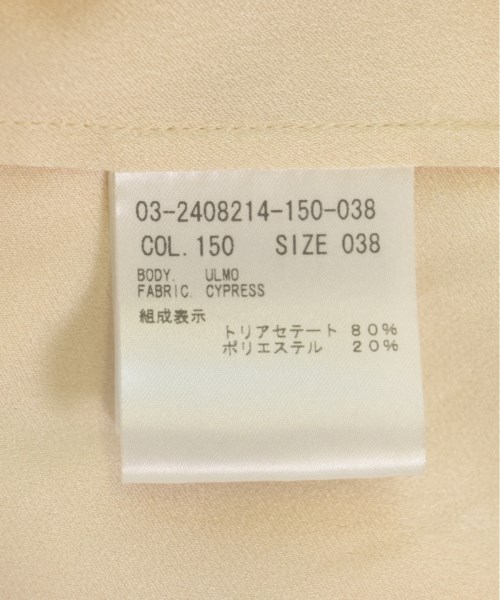 03-2408214-150-038
COL. 150 SIZE 038
BODY. ULMO
FABRIC. CYPRESS
組成表示
トリアセテート 80%
ポリエステル 20%